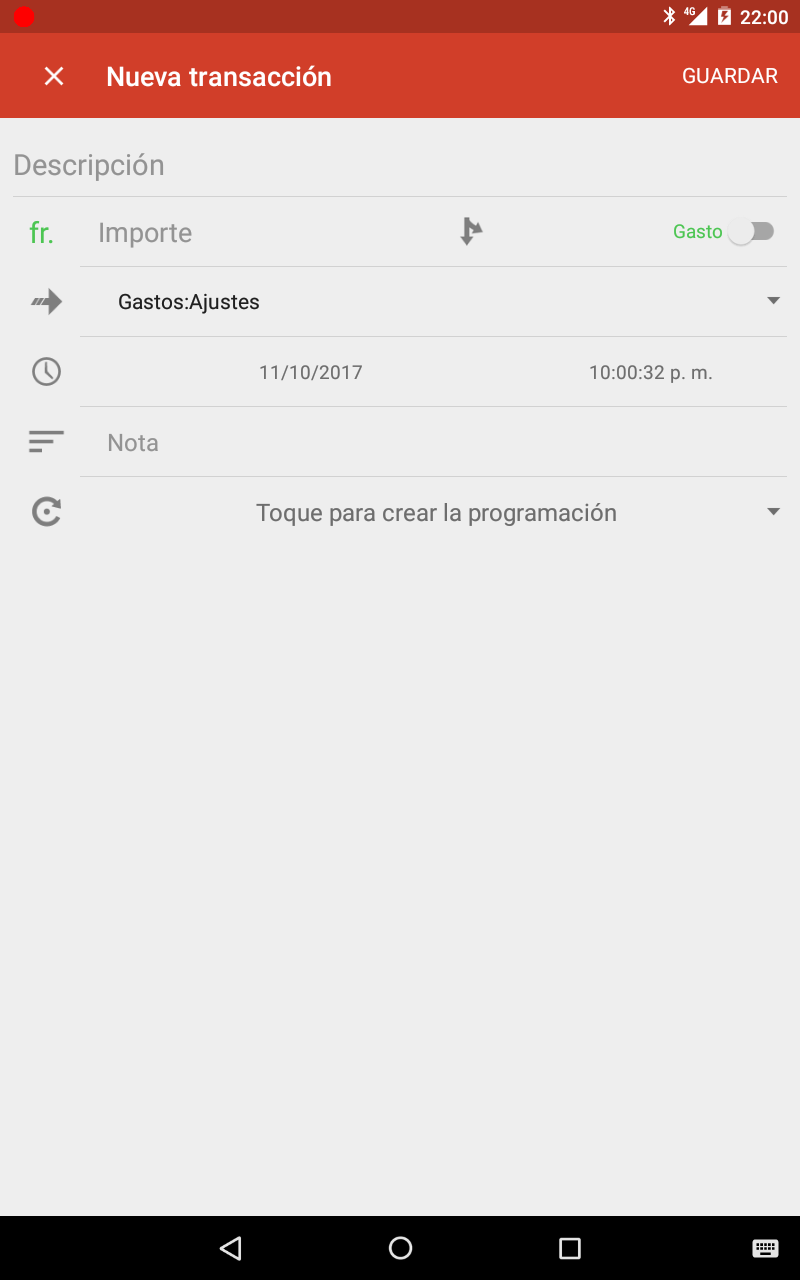 4G 22:00
Nueva transacción GUARDAR
Descripción
fr. Importe Gasto
Gastos:Ajustes
11/10/2017 10:00:32 p. m.
Nota
Toque para crear la programación